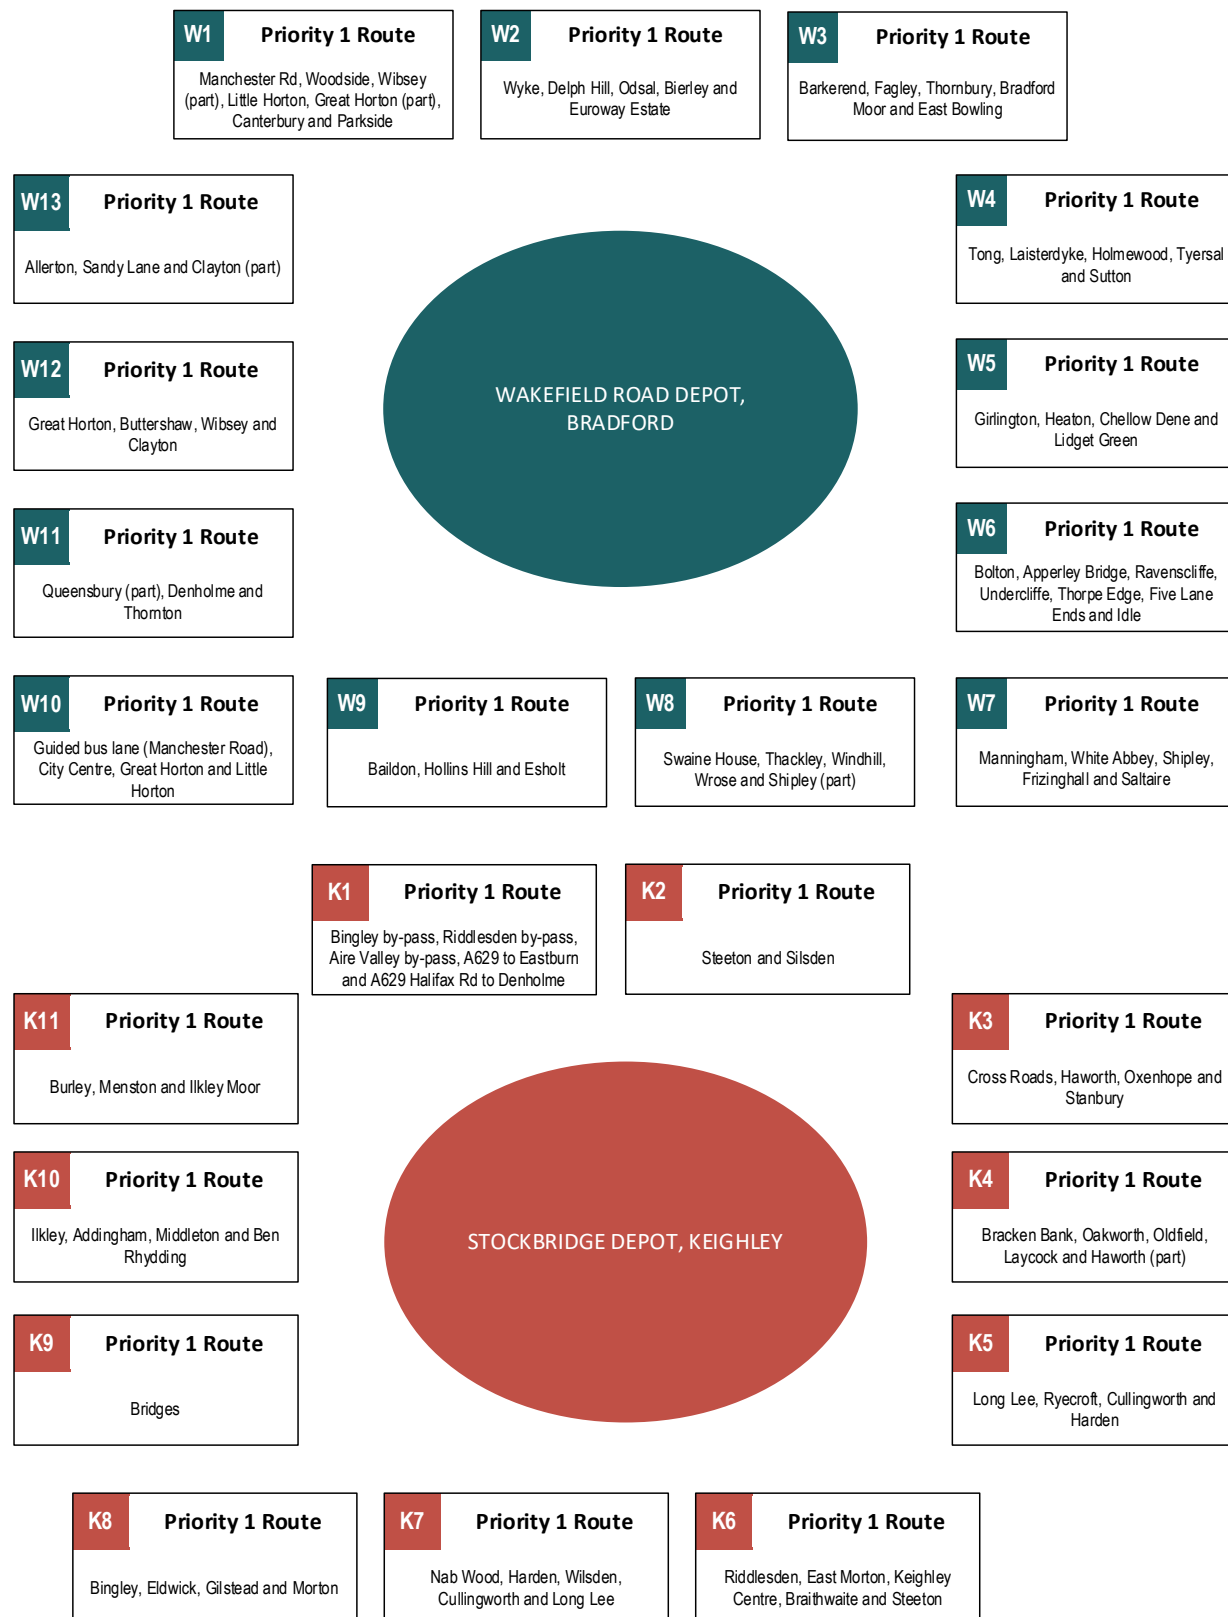 W1 Priority 1 Route
Manchester Rd, Woodside, Wibsey
(part), Little Horton, Great Horton (part),
Canterbury and Parkside
W2 Priority 1 Route
Wyke, Delph Hill, Odsal, Bierley and
Euroway Estate
W3 Priority 1 Route
Barkerend, Fagley, Thornbury, Bradford
Moor and East Bowling
W13 Priority 1 Route
Allerton, Sandy Lane and Clayton (part)
W4 Priority 1 Route
Tong, Laisterdyke, Holmewood, Tyersal
and Sutton
WAKEFIELD ROAD DEPOT,
BRADFORD
W12 Priority 1 Route
Great Horton, Buttershaw, Wibsey and
Clayton
W5 Priority 1 Route
Girlington, Heaton, Chellow Dene and
Lidget Green
W11 Priority 1 Route
Queensbury (part), Denholme and
Thornton
W6 Priority 1 Route
Bolton, Apperley Bridge, Ravenscliffe,
Undercliffe, Thorpe Edge, Five Lane
Ends and Idle
W10 Priority 1 Route
Guided bus lane (Manchester Road),
City Centre, Great Horton and Little
Horton
W9 Priority 1 Route
Baildon, Hollins Hill and Esholt
W8 Priority 1 Route
Swaine House, Thackley, Windhill,
Wrose and Shipley (part)
W7 Priority 1 Route
Manningham, White Abbey, Shipley,
Frizinghall and Saltaire
K1 Priority 1 Route
Bingley by-pass, Riddlesden by-pass,
Aire Valley by-pass, A629 to Eastburn
and A629 Halifax Rd to Denholme
K2 Priority 1 Route
Steeton and Silsden
K11 Priority 1 Route
Burley, Menston and Ilkley Moor
K3 Priority 1 Route
Cross Roads, Haworth, Oxenhope and
Stanbury
K10 Priority 1 Route
Ilkley, Addingham, Middleton and Ben
Rhydding
STOCKBRIDGE DEPOT, KEIGHLEY
K4 Priority 1 Route
Bracken Bank, Oakworth, Oldfield,
Laycock and Haworth (part)
K9 Priority 1 Route
Bridges
K5 Priority 1 Route
Long Lee, Ryecroft, Cullingworth and
Harden
K8 Priority 1 Route
Bingley, Eldwick, Gilstead and Morton
K7 Priority 1 Route
Nab Wood, Harden, Wilsden,
Cullingworth and Long Lee
K6 Priority 1 Route
Riddlesden, East Morton, Keighley
Centre, Braithwaite and Steeton